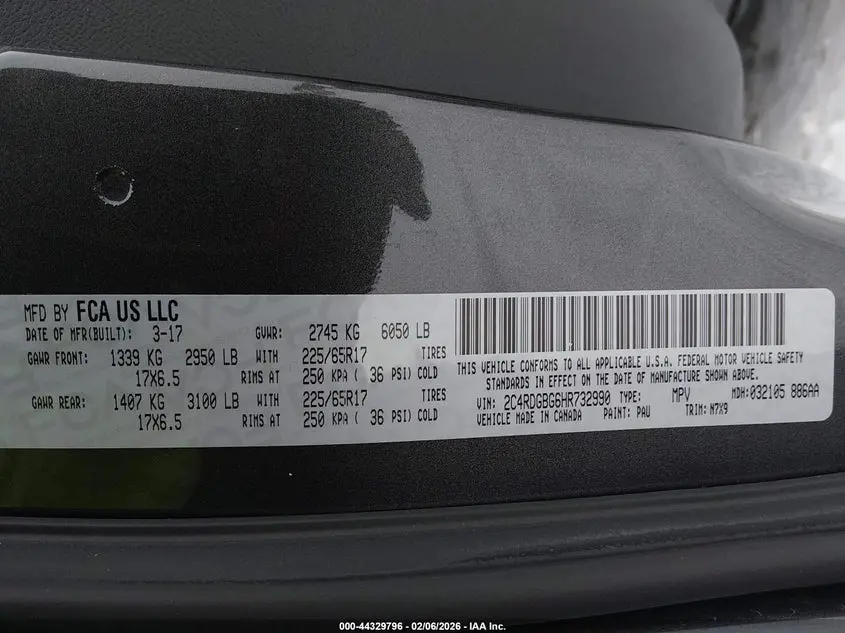 MFD BY FCA US LLC
DATE OF MFR(BUILT): 3-17 GVWR: 2745 KG 6050 LB
GAWR FRONT: 1339 KG 2950 LB WITH 225/65R17 TIRES
17X6.5 RIMS AT 250 KPA ( 36 PSI) COLD
GAWR REAR: 1407 KG 3100 LB WITH 225/65R17 TIRES
17X6.5 RIMS AT 250 KPA ( 36 PSI) COLD
THIS VEHICLE CONFORMS TO ALL APPLICABLE U.S.A. FEDERAL MOTOR VEHICLE SAFETY
STANDARDS IN EFFECT ON THE DATE OF MANUFACTURE SHOWN ABOVE.
VIN: 2C4RDGBG6HR732990 TYPE: MPV MDH:032105 886AA
VEHICLE MADE IN CANADA PAINT: PAU TRIM: N7X9
000-44329796 - 02/06/2026 - IAA Inc.